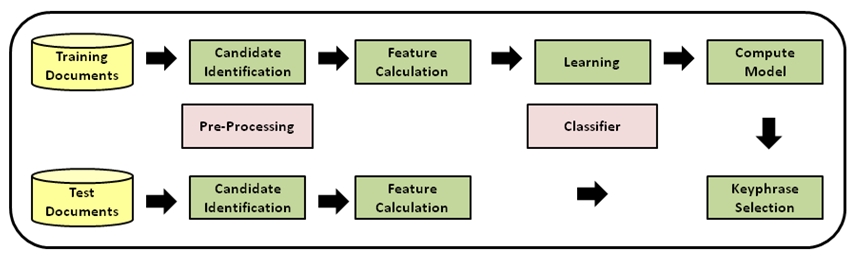 Training
Documents
Candidate
Identification
Feature
Calculation
Learning
Compute
Model
Pre-Processing
Classifier
Test
Documents
Candidate
Identification
Feature
Calculation
Keyphrase
Selection